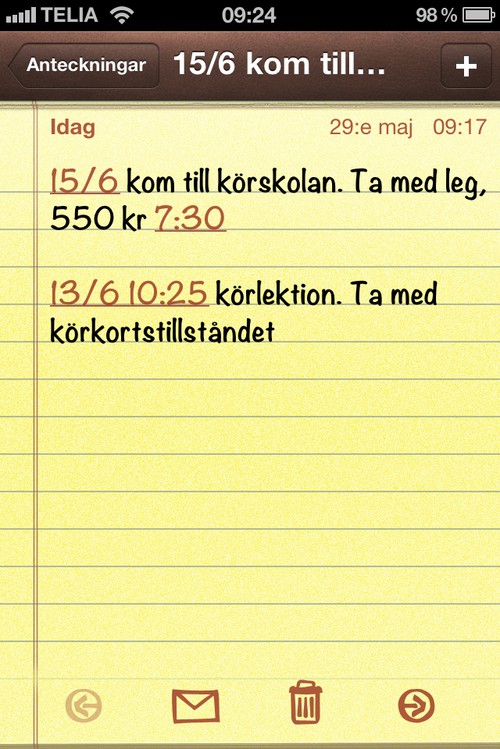 TELIA 09:24 98 %
Anteckningar 15/6 kom till... +
Idag 29:e maj 09:17
15/6 kom till körskolan. Ta med leg,
550 kr 7:30
13/6 10:25 körlektion. Ta med
körkortstillståndet